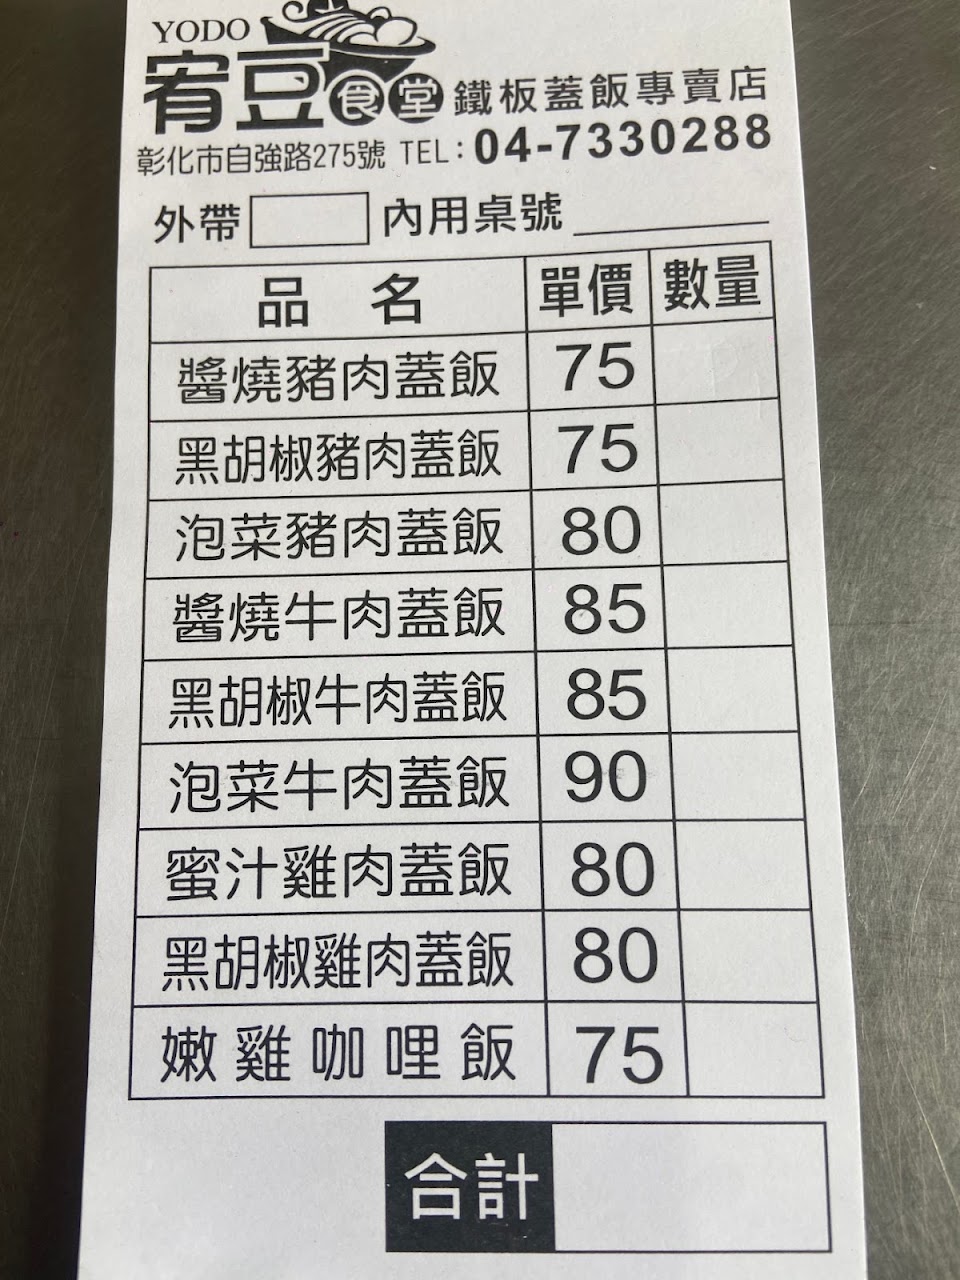 YODO
宥豆食堂 鐵板蓋飯專賣店
彰化市自強路275號 TEL：04-7330288
外帶 內用桌號
品 名 單價 數量
醬燒豬肉蓋飯 75
黑胡椒豬肉蓋飯 75
泡菜豬肉蓋飯 80
醬燒牛肉蓋飯 85
黑胡椒牛肉蓋飯 85
泡菜牛肉蓋飯 90
蜜汁雞肉蓋飯 80
黑胡椒雞肉蓋飯 80
嫩雞咖哩飯 75
合計